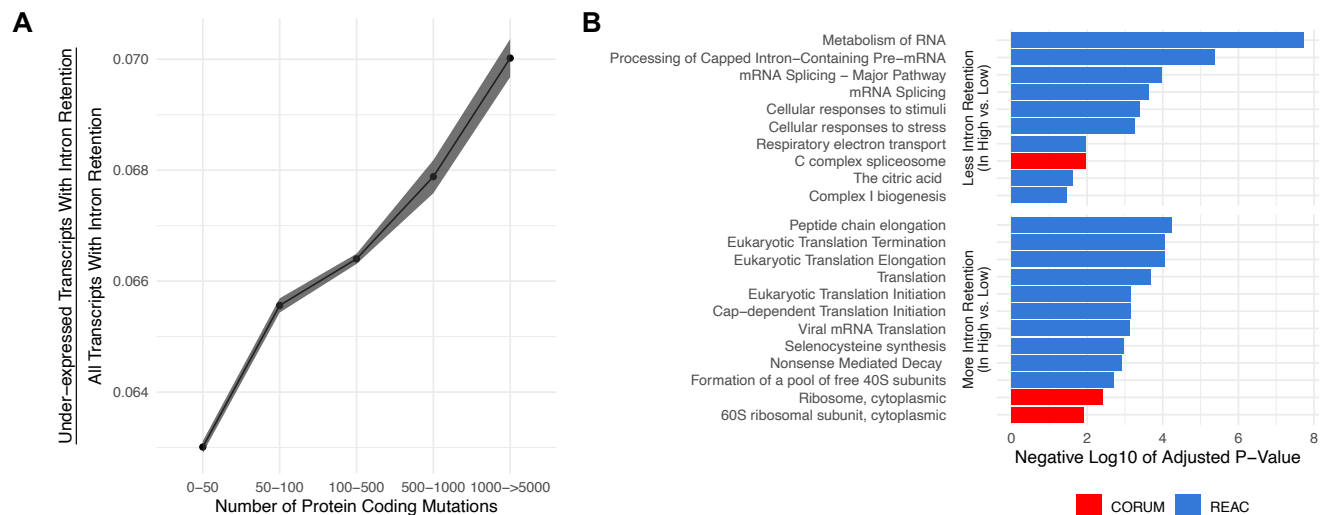 A
Under−expressed Transcripts With Intron Retention
All Transcripts With Intron Retention
0.070
0.068
0.066
0.064
0−50
50−100
100−500
500−1000
1000−>5000
Number of Protein Coding Mutations
B
Metabolism of RNA
Processing of Capped Intron−Containing Pre−mRNA
mRNA Splicing − Major Pathway
mRNA Splicing
Cellular responses to stimuli
Cellular responses to stress
Respiratory electron transport
C complex spliceosome
The citric acid
Complex I biogenesis
Less Intron Retention
(In High vs. Low)
Peptide chain elongation
Eukaryotic Translation Termination
Eukaryotic Translation Elongation
Translation
Eukaryotic Translation Initiation
Cap−dependent Translation Initiation
Viral mRNA Translation
Selenocysteine synthesis
Nonsense Mediated Decay
Formation of a pool of free 40S subunits
Ribosome, cytoplasmic
60S ribosomal subunit, cytoplasmic
More Intron Retention
(In High vs. Low)
0
2
4
6
8
Negative Log10 of Adjusted P−Value
CORUM
REAC